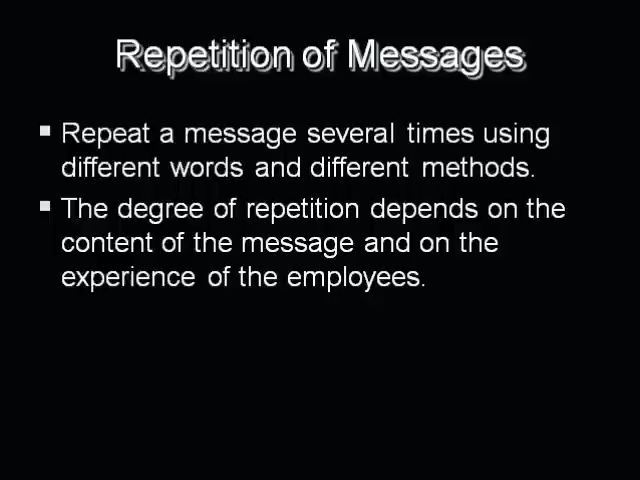 Repetition of Messages
▪ Repeat a message several times using
different words and different methods.
▪ The degree of repetition depends on the
content of the message and on the
experience of the employees.